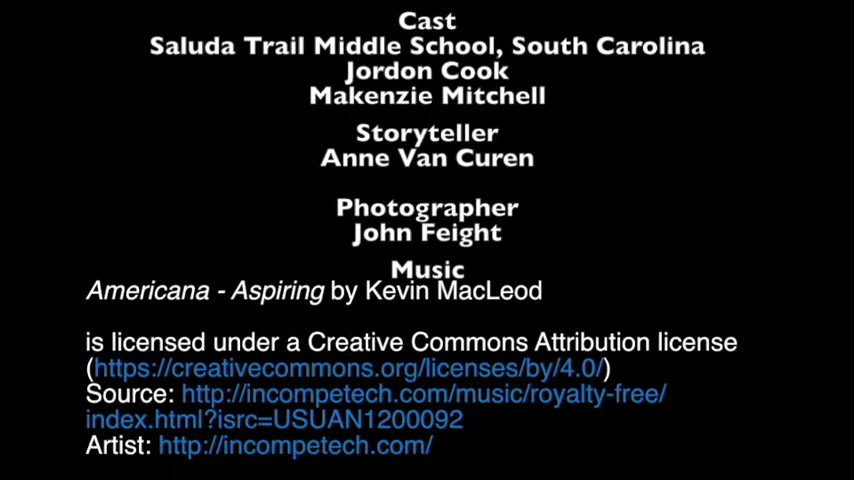 Cast
Saluda Trail Middle School, South Carolina
Jordon Cook
Makenzie Mitchell
Storyteller
Anne Van Curen
Photographer
John Feight
Music
Americana - Aspiring by Kevin MacLeod
is licensed under a Creative Commons Attribution license
(https://creativecommons.org/licenses/by/4.0/)
Source: http://incompetech.com/music/royalty-free/
index.html?isrc=USUAN1200092
Artist: http://incompetech.com/